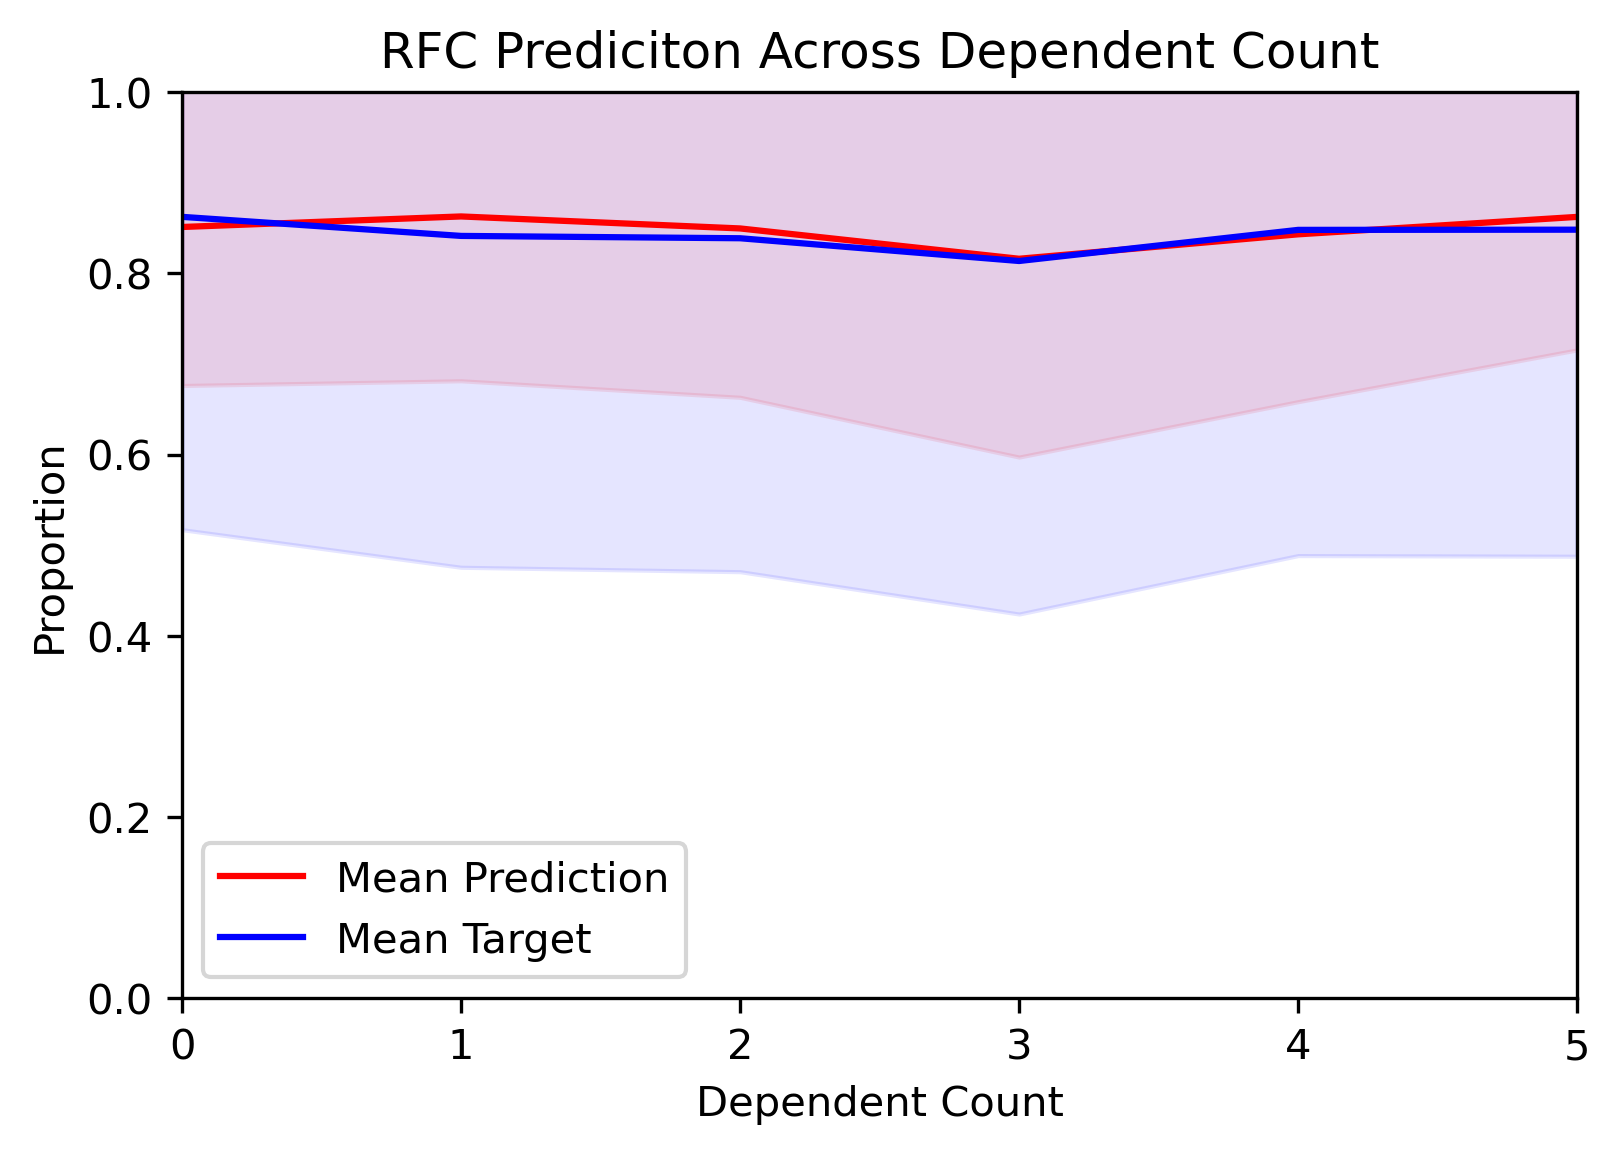 RFC Prediciton Across Dependent Count
1.0
0.8
0.6
0.4
0.2
0.0
Proportion
Mean Prediction
Mean Target
0 1 2 3 4 5
Dependent Count